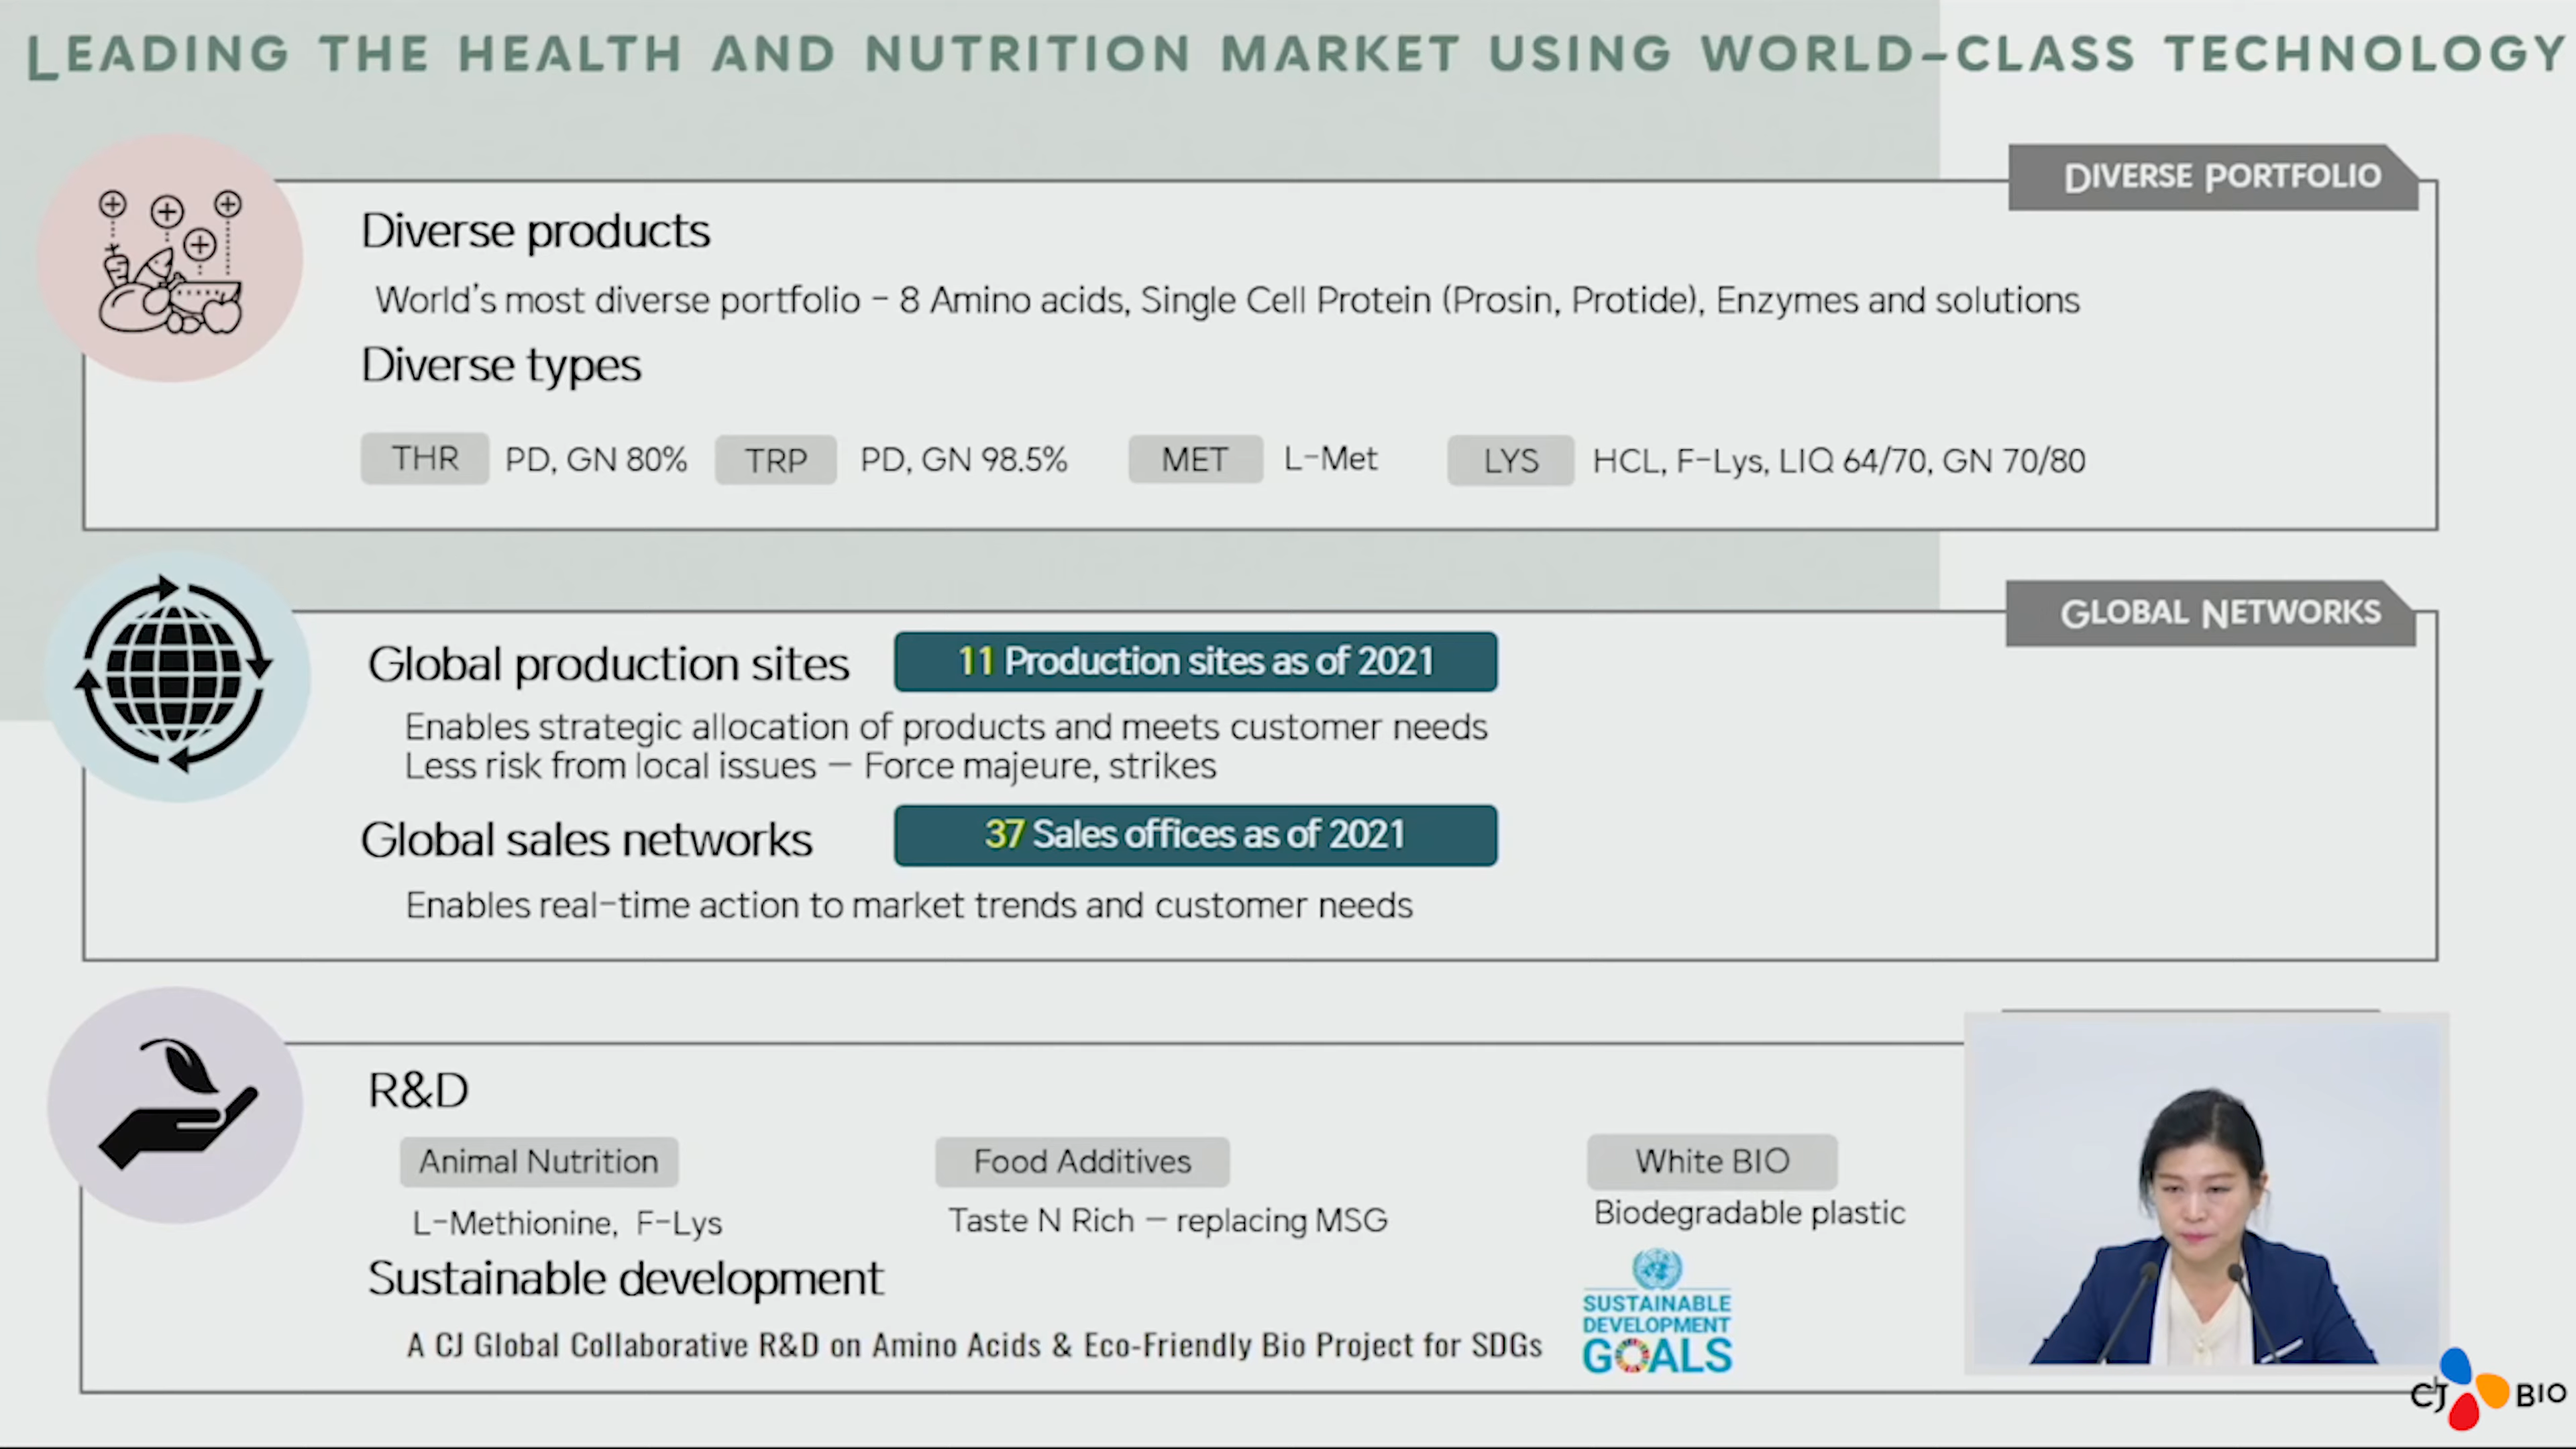 LEADING THE HEALTH AND NUTRITION MARKET USING WORLD-CLASS TECHNOLOGY
DIVERSE PORTFOLIO
Diverse products
World's most diverse portfolio - 8 Amino acids, Single Cell Protein (Prosin, Protide), Enzymes and solutions
Diverse types
THR PD, GN 80% TRP PD, GN 98.5% MET L-Met LYS HCL, F-Lys, LIQ 64/70, GN 70/80
GLOBAL NETWORKS
Global production sites 11 Production sites as of 2021
Enables strategic allocation of products and meets customer needs
Less risk from local issues – Force majeure, strikes
Global sales networks 37 Sales offices as of 2021
Enables real-time action to market trends and customer needs
R&D
Animal Nutrition Food Additives White BIO
L-Methionine, F-Lys Taste N Rich – replacing MSG Biodegradable plastic
Sustainable development
A CJ Global Collaborative R&D on Amino Acids & Eco-Friendly Bio Project for SDGs
SUSTAINABLE
DEVELOPMENT
GOALS
CJ BIO